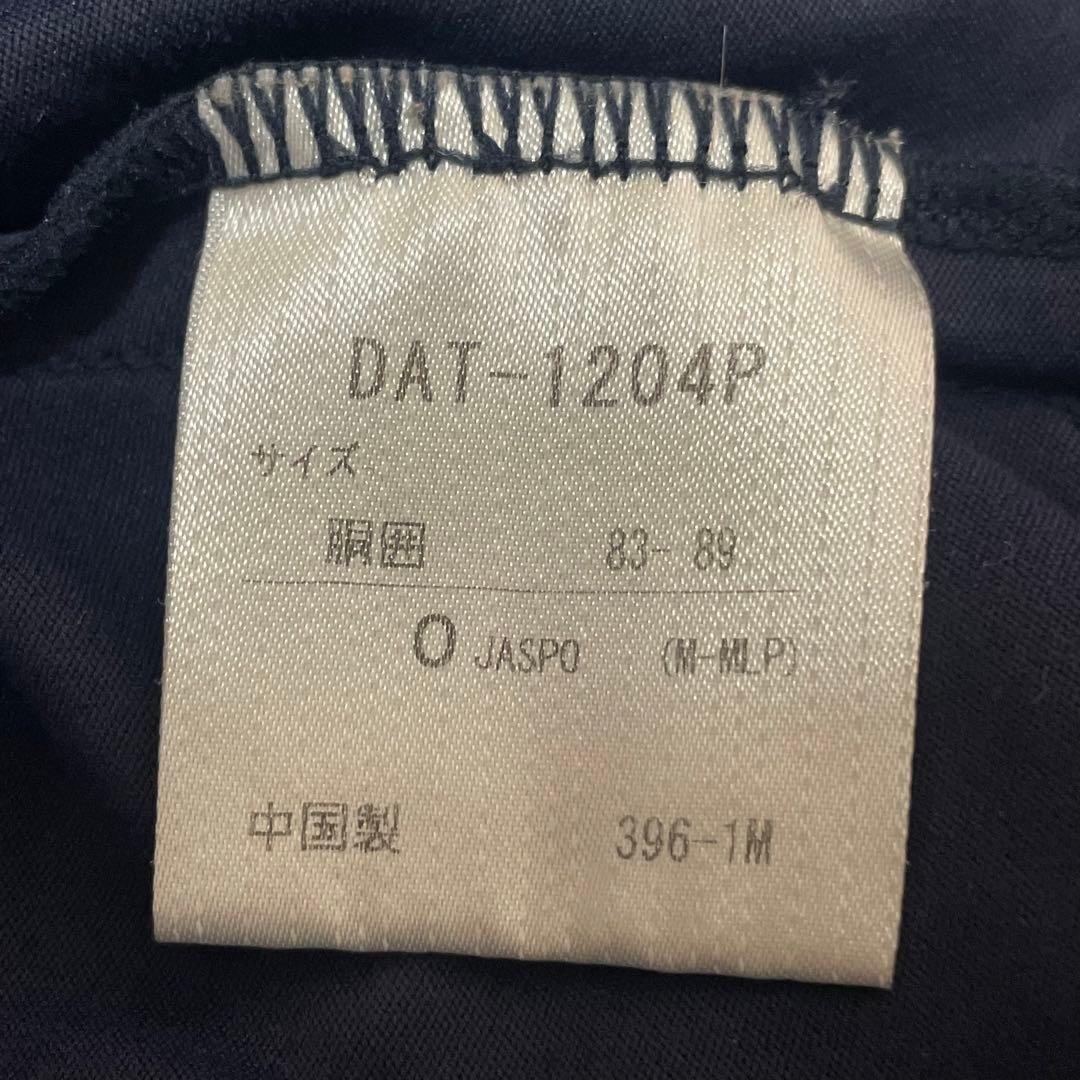 DAT-1204P
サイズ
胴囲 83-89
O JASPO (M-MLP)
中国製 396-1M